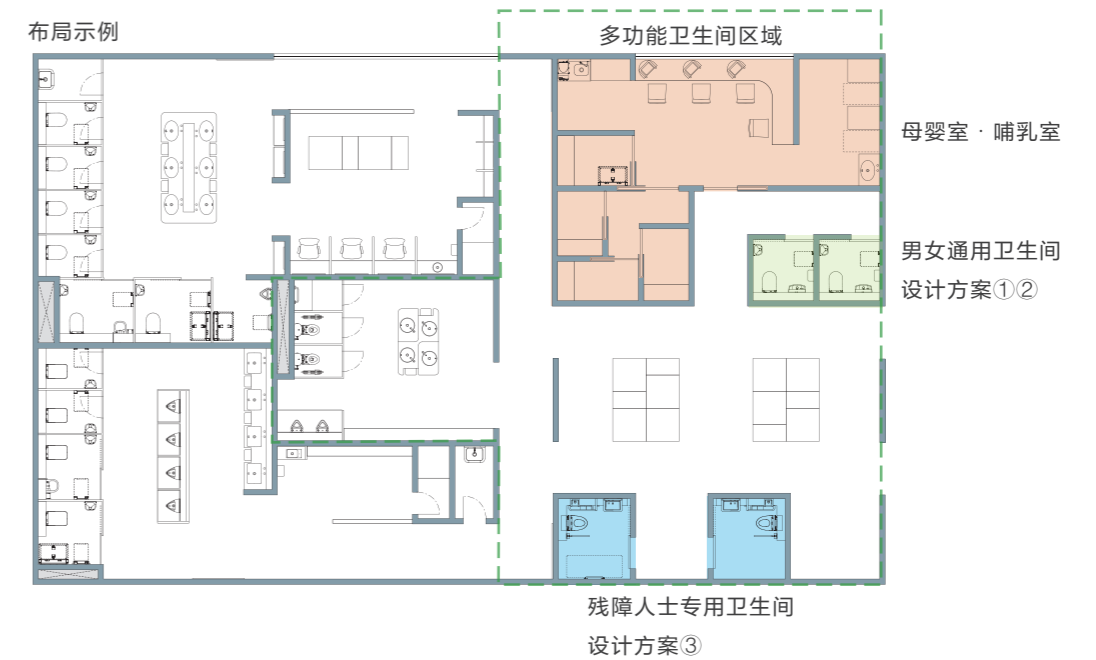 布局示例
多功能卫生间区域
母婴室 · 哺乳室
男女通用卫生间
设计方案①②
残障人士专用卫生间
设计方案③